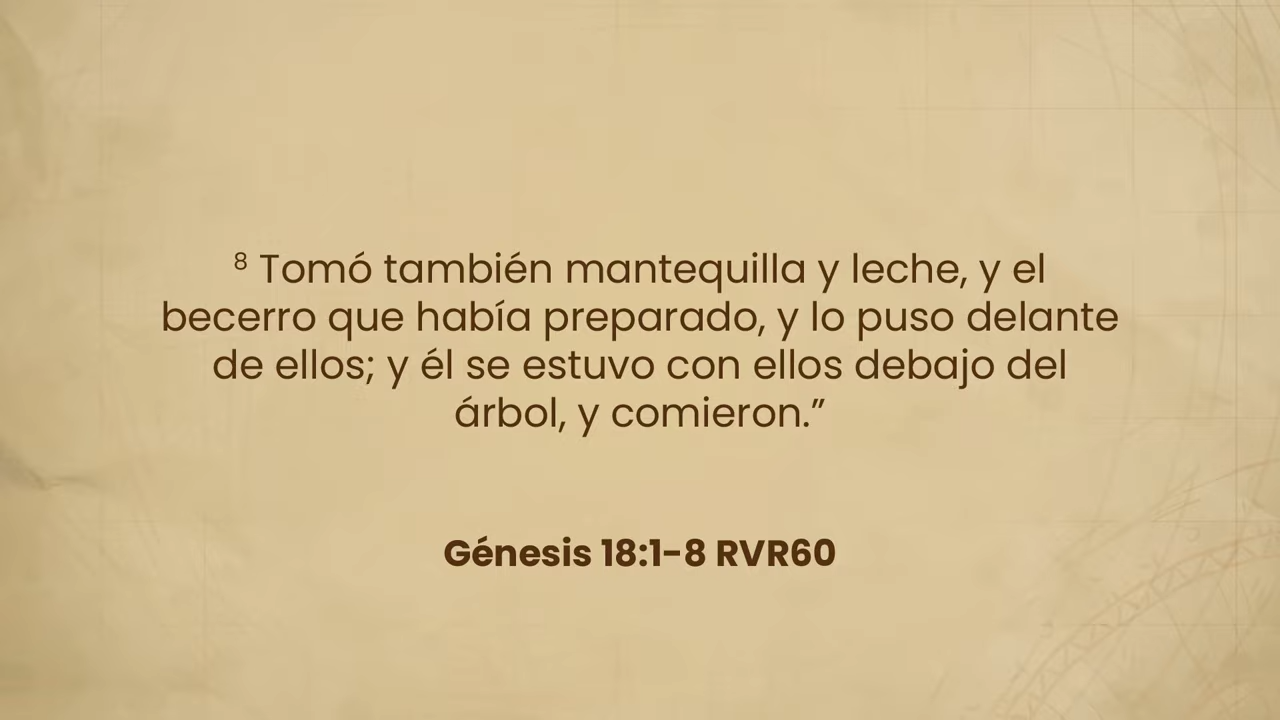 ⁸ Tomó también mantequilla y leche, y el
becerro que había preparado, y lo puso delante
de ellos; y él se estuvo con ellos debajo del
árbol, y comieron.”
Génesis 18:1-8 RVR60